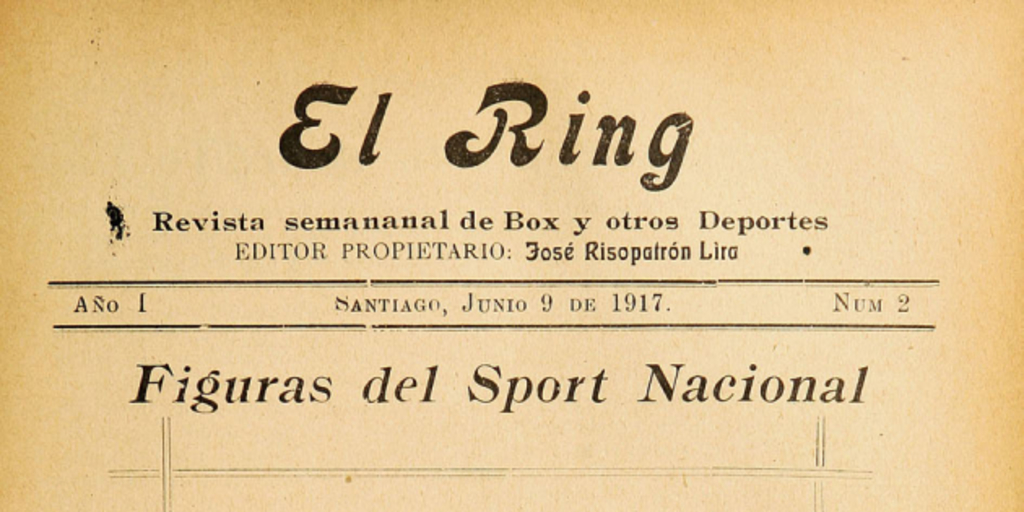 El Ring
Revista semananal de Box y otros Deportes
EDITOR PROPIETARIO: José Risopatrón Lira
AÑO I SANTIAGO, JUNIO 9 DE 1917. NUM 2
Figuras del Sport Nacional